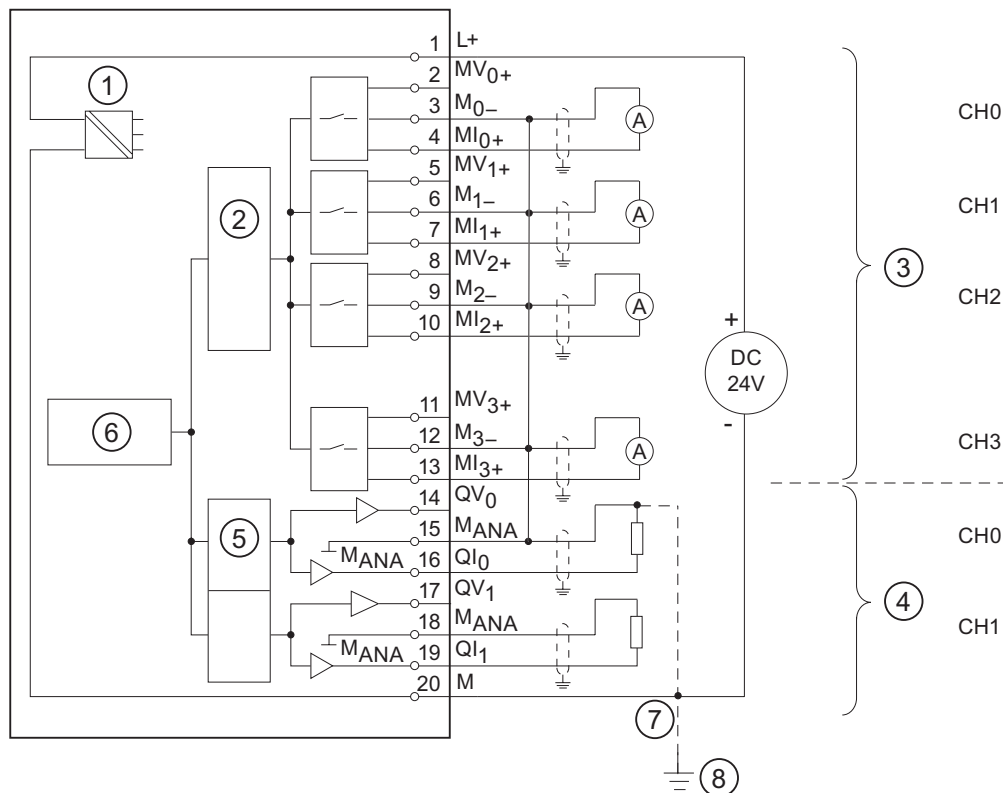 1 L+
① 2 MV0+
3 M0– A CH0
4 MI0+
5 MV1+
② 6 M1– A CH1
7 MI1+
8 MV2+
③
9 M2– A CH2
10 MI2+
+
DC
24V
-
11 MV3+
⑥ 12 M3– A CH3
13 MI3+
14 QV0
⑤ 15 MANA CH0
MANA 16 QI0
17 QV1
④
18 MANA CH1
MANA 19 QI1
20 M
⑦
⑧